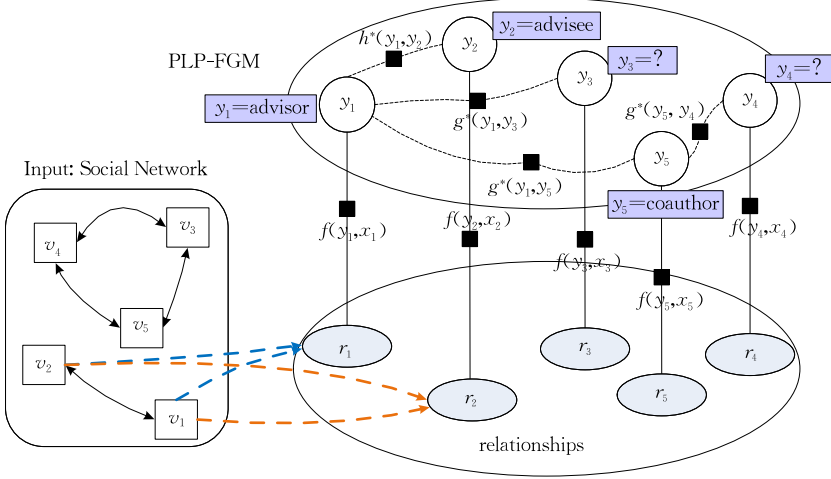 y₂=advisee
h*(y₁,y₂)
y₂
PLP-FGM
y₃=?
y₄=?
y₃
y₁=advisor
y₁
y₄
g*(y₁,y₃)
g*(y₅, y₄)
y₅
Input: Social Network
g*(y₁,y₅)
y₅=coauthor
f(y₁,x₁)
f(y₂,x₂)
f(y₄,x₄)
f(y₃,x₃)
f(y₅,x₅)
v₃
v₄
v₅
v₂
v₁
r₁
r₃
r₄
r₂
r₅
relationships